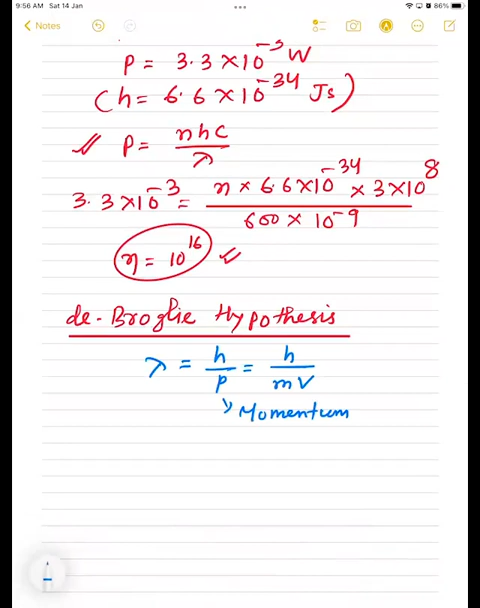 9:56 AM Sat 14 Jan
86%
Notes
P = 3.3 × 10⁻³ W
(h = 6.6 × 10⁻³⁴ Js)
P = nhc / λ
3.3 × 10⁻³ = n × 6.6 × 10⁻³⁴ × 3 × 10⁸ / 600 × 10⁻⁹
n = 10¹⁶
de-Broglie Hypothesis
λ = h / P = h / mv
Momentum